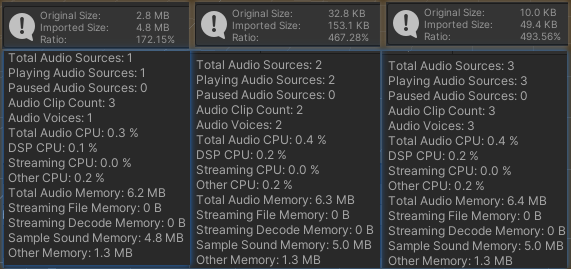 Original Size: 2.8 MB
Imported Size: 4.8 MB
Ratio: 172.15%
Total Audio Sources: 1
Playing Audio Sources: 1
Paused Audio Sources: 0
Audio Clip Count: 3
Audio Voices: 1
Total Audio CPU: 0.3 %
DSP CPU: 0.1 %
Streaming CPU: 0.0 %
Other CPU: 0.2 %
Total Audio Memory: 6.2 MB
Streaming File Memory: 0 B
Streaming Decode Memory: 0 B
Sample Sound Memory: 4.8 MB
Other Memory: 1.3 MB
Original Size: 32.8 KB
Imported Size: 153.1 KB
Ratio: 467.28%
Total Audio Sources: 2
Playing Audio Sources: 2
Paused Audio Sources: 0
Audio Clip Count: 2
Audio Voices: 2
Total Audio CPU: 0.4 %
DSP CPU: 0.2 %
Streaming CPU: 0.0 %
Other CPU: 0.2 %
Total Audio Memory: 6.3 MB
Streaming File Memory: 0 B
Streaming Decode Memory: 0 B
Sample Sound Memory: 5.0 MB
Other Memory: 1.3 MB
Original Size: 10.0 KB
Imported Size: 49.4 KB
Ratio: 493.56%
Total Audio Sources: 3
Playing Audio Sources: 3
Paused Audio Sources: 0
Audio Clip Count: 3
Audio Voices: 3
Total Audio CPU: 0.4 %
DSP CPU: 0.2 %
Streaming CPU: 0.0 %
Other CPU: 0.2 %
Total Audio Memory: 6.4 MB
Streaming File Memory: 0 B
Streaming Decode Memory: 0 B
Sample Sound Memory: 5.0 MB
Other Memory: 1.3 MB